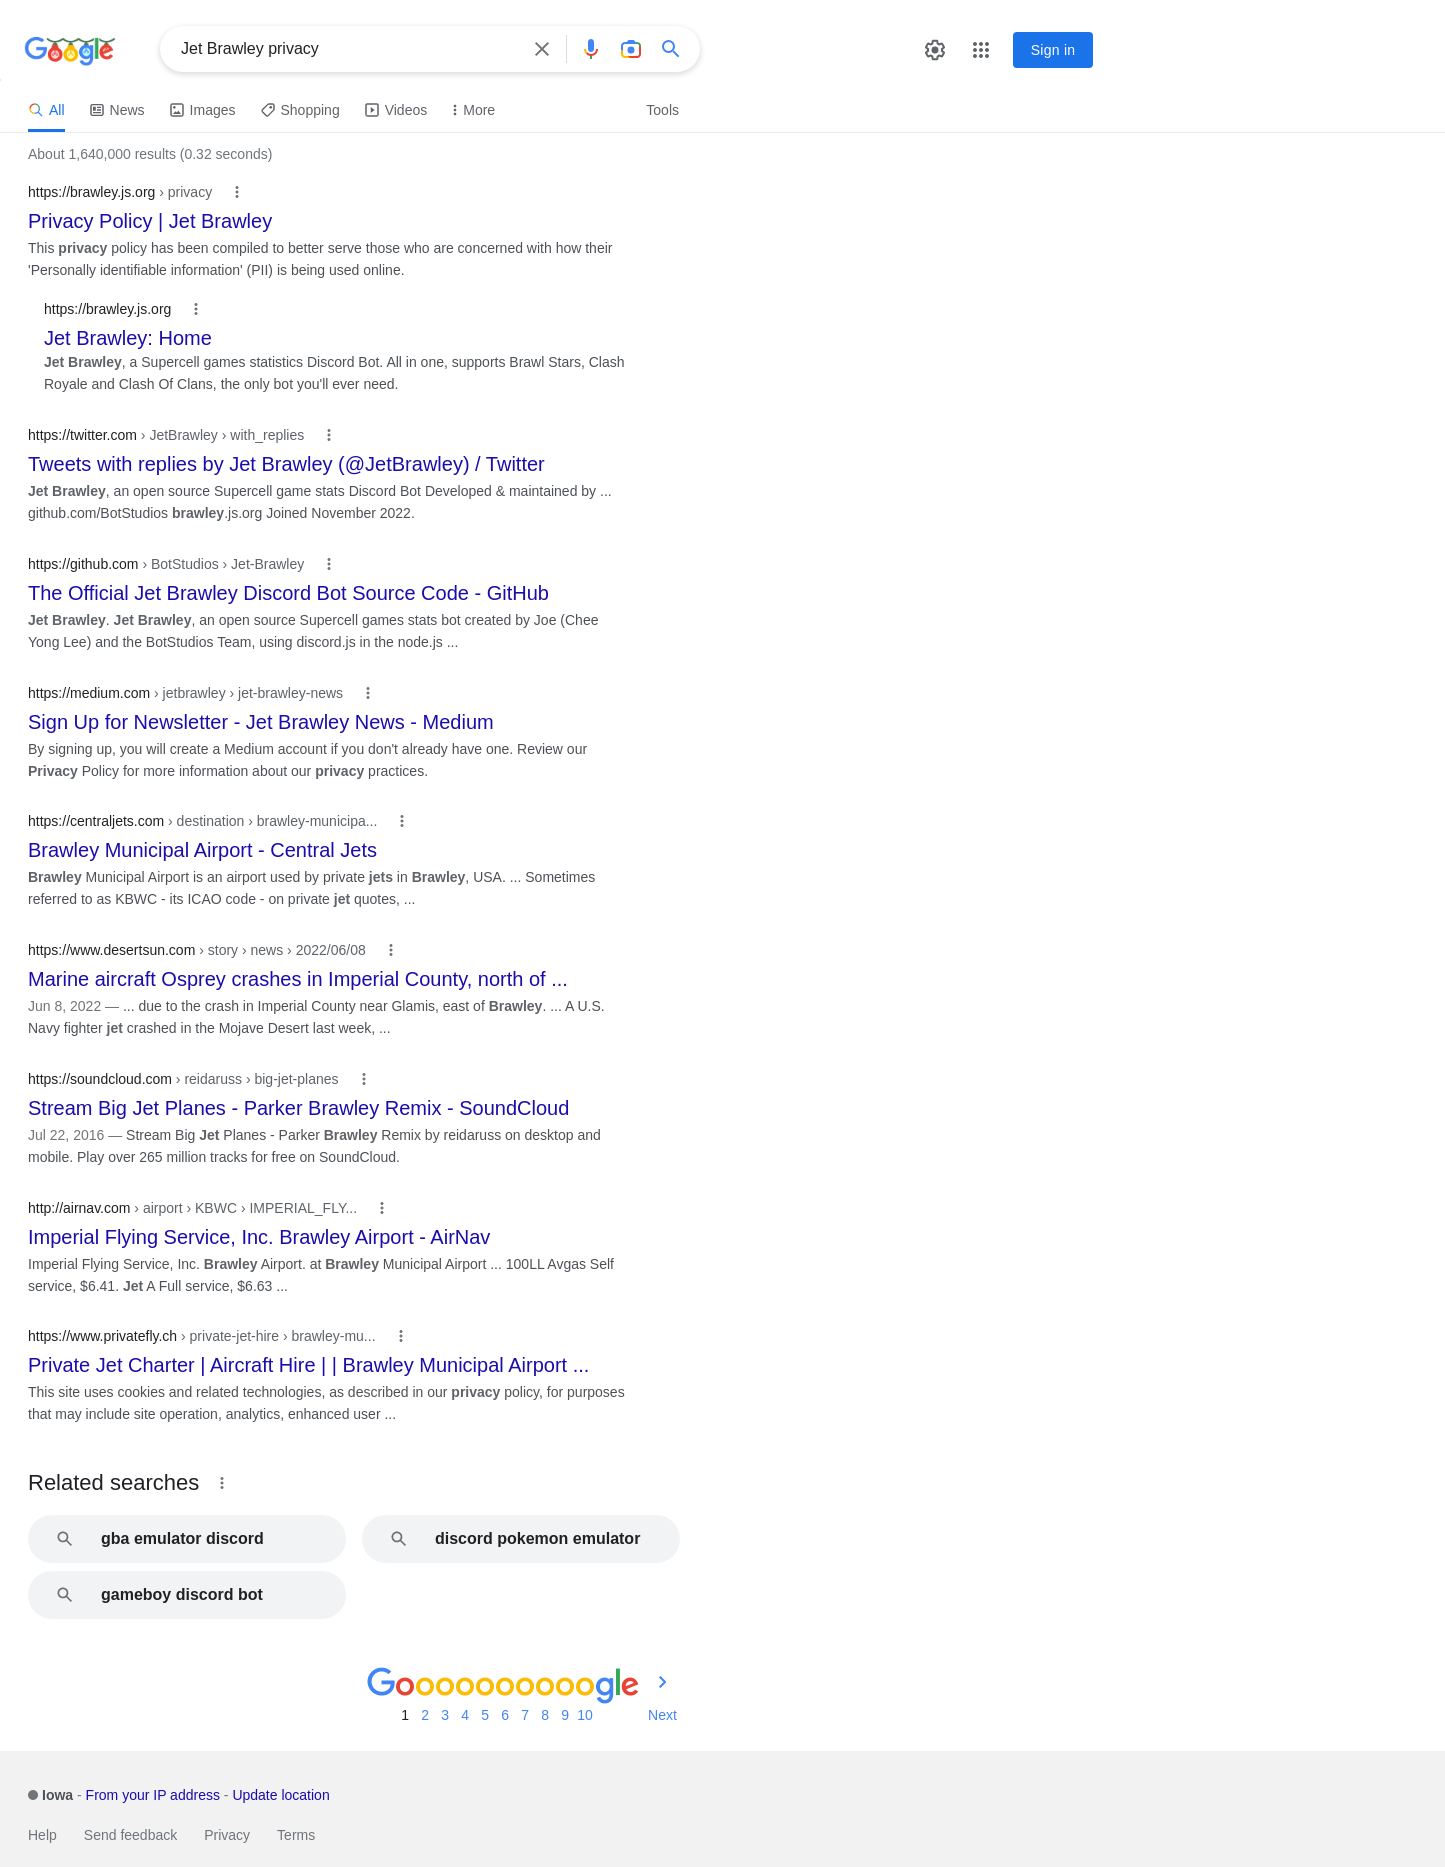 Google
Jet Brawley privacy
Sign in
All
News
Images
Shopping
Videos
More
Tools
About 1,640,000 results (0.32 seconds)
https://brawley.js.org › privacy
Privacy Policy | Jet Brawley
This privacy policy has been compiled to better serve those who are concerned with how their
'Personally identifiable information' (PII) is being used online.
https://brawley.js.org
Jet Brawley: Home
Jet Brawley, a Supercell games statistics Discord Bot. All in one, supports Brawl Stars, Clash
Royale and Clash Of Clans, the only bot you'll ever need.
https://twitter.com › JetBrawley › with_replies
Tweets with replies by Jet Brawley (@JetBrawley) / Twitter
Jet Brawley, an open source Supercell game stats Discord Bot Developed & maintained by ...
github.com/BotStudios brawley.js.org Joined November 2022.
https://github.com › BotStudios › Jet-Brawley
The Official Jet Brawley Discord Bot Source Code - GitHub
Jet Brawley. Jet Brawley, an open source Supercell games stats bot created by Joe (Chee
Yong Lee) and the BotStudios Team, using discord.js in the node.js ...
https://medium.com › jetbrawley › jet-brawley-news
Sign Up for Newsletter - Jet Brawley News - Medium
By signing up, you will create a Medium account if you don't already have one. Review our
Privacy Policy for more information about our privacy practices.
https://centraljets.com › destination › brawley-municipa...
Brawley Municipal Airport - Central Jets
Brawley Municipal Airport is an airport used by private jets in Brawley, USA. ... Sometimes
referred to as KBWC - its ICAO code - on private jet quotes, ...
https://www.desertsun.com › story › news › 2022/06/08
Marine aircraft Osprey crashes in Imperial County, north of ...
Jun 8, 2022 — ... due to the crash in Imperial County near Glamis, east of Brawley. ... A U.S.
Navy fighter jet crashed in the Mojave Desert last week, ...
https://soundcloud.com › reidaruss › big-jet-planes
Stream Big Jet Planes - Parker Brawley Remix - SoundCloud
Jul 22, 2016 — Stream Big Jet Planes - Parker Brawley Remix by reidaruss on desktop and
mobile. Play over 265 million tracks for free on SoundCloud.
http://airnav.com › airport › KBWC › IMPERIAL_FLY...
Imperial Flying Service, Inc. Brawley Airport - AirNav
Imperial Flying Service, Inc. Brawley Airport. at Brawley Municipal Airport ... 100LL Avgas Self
service, $6.41. Jet A Full service, $6.63 ...
https://www.privatefly.ch › private-jet-hire › brawley-mu...
Private Jet Charter | Aircraft Hire | | Brawley Municipal Airport ...
This site uses cookies and related technologies, as described in our privacy policy, for purposes
that may include site operation, analytics, enhanced user ...
Related searches
gba emulator discord
discord pokemon emulator
gameboy discord bot
Goooooooooogle
1 2 3 4 5 6 7 8 9 10 Next
Iowa - From your IP address - Update location
Help Send feedback Privacy Terms